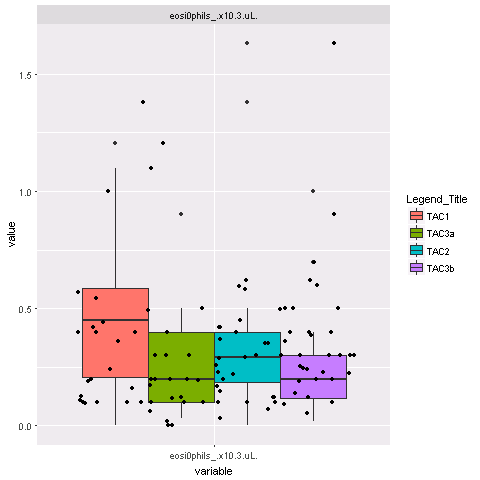 eosi0phils_.x10.3.uL.
1.5
1.0
0.5
0.0
value
eosi0phils_.x10.3.uL.
variable
Legend_Title
TAC1
TAC3a
TAC2
TAC3b